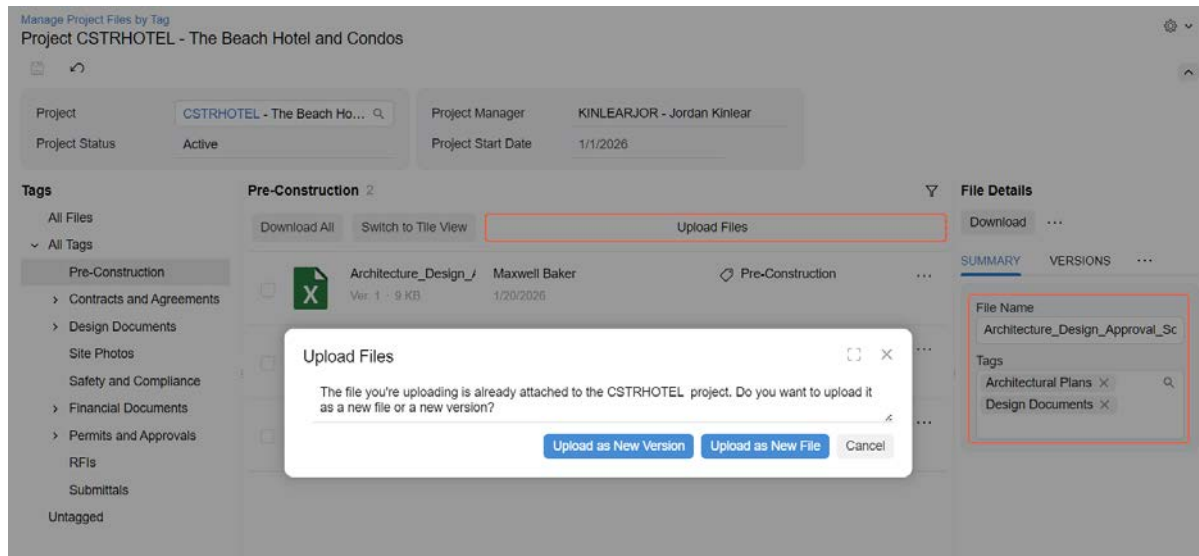 Manage Project Files by Tag
Project CSTRHOTEL - The Beach Hotel and Condos
Project CSTRHOTEL - The Beach Ho...
Project Status Active
Project Manager KINLEARJOR - Jordan Kinlear
Project Start Date 1/1/2026
Tags
All Files
All Tags
Pre-Construction
Contracts and Agreements
Design Documents
Site Photos
Safety and Compliance
Financial Documents
Permits and Approvals
RFIs
Submittals
Untagged
Pre-Construction 2
Download All Switch to Tile View Upload Files
Architecture_Design_ Maxwell Baker Pre-Construction ...
Ver. 1 · 9 KB 1/20/2026
...
...
Upload Files
The file you're uploading is already attached to the CSTRHOTEL project. Do you want to upload it
as a new file or a new version?
Upload as New Version Upload as New File Cancel
File Details
Download ...
SUMMARY VERSIONS ...
File Name
Architecture_Design_Approval_Sc
Tags
Architectural Plans
Design Documents